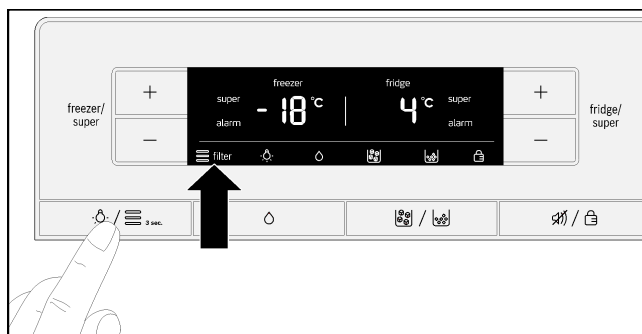 freezer/
super
+
−
freezer
super
- 18 °C
alarm
fridge
4 °C
super
alarm
filter
+
−
fridge/
super
/
3 sec.
/
/